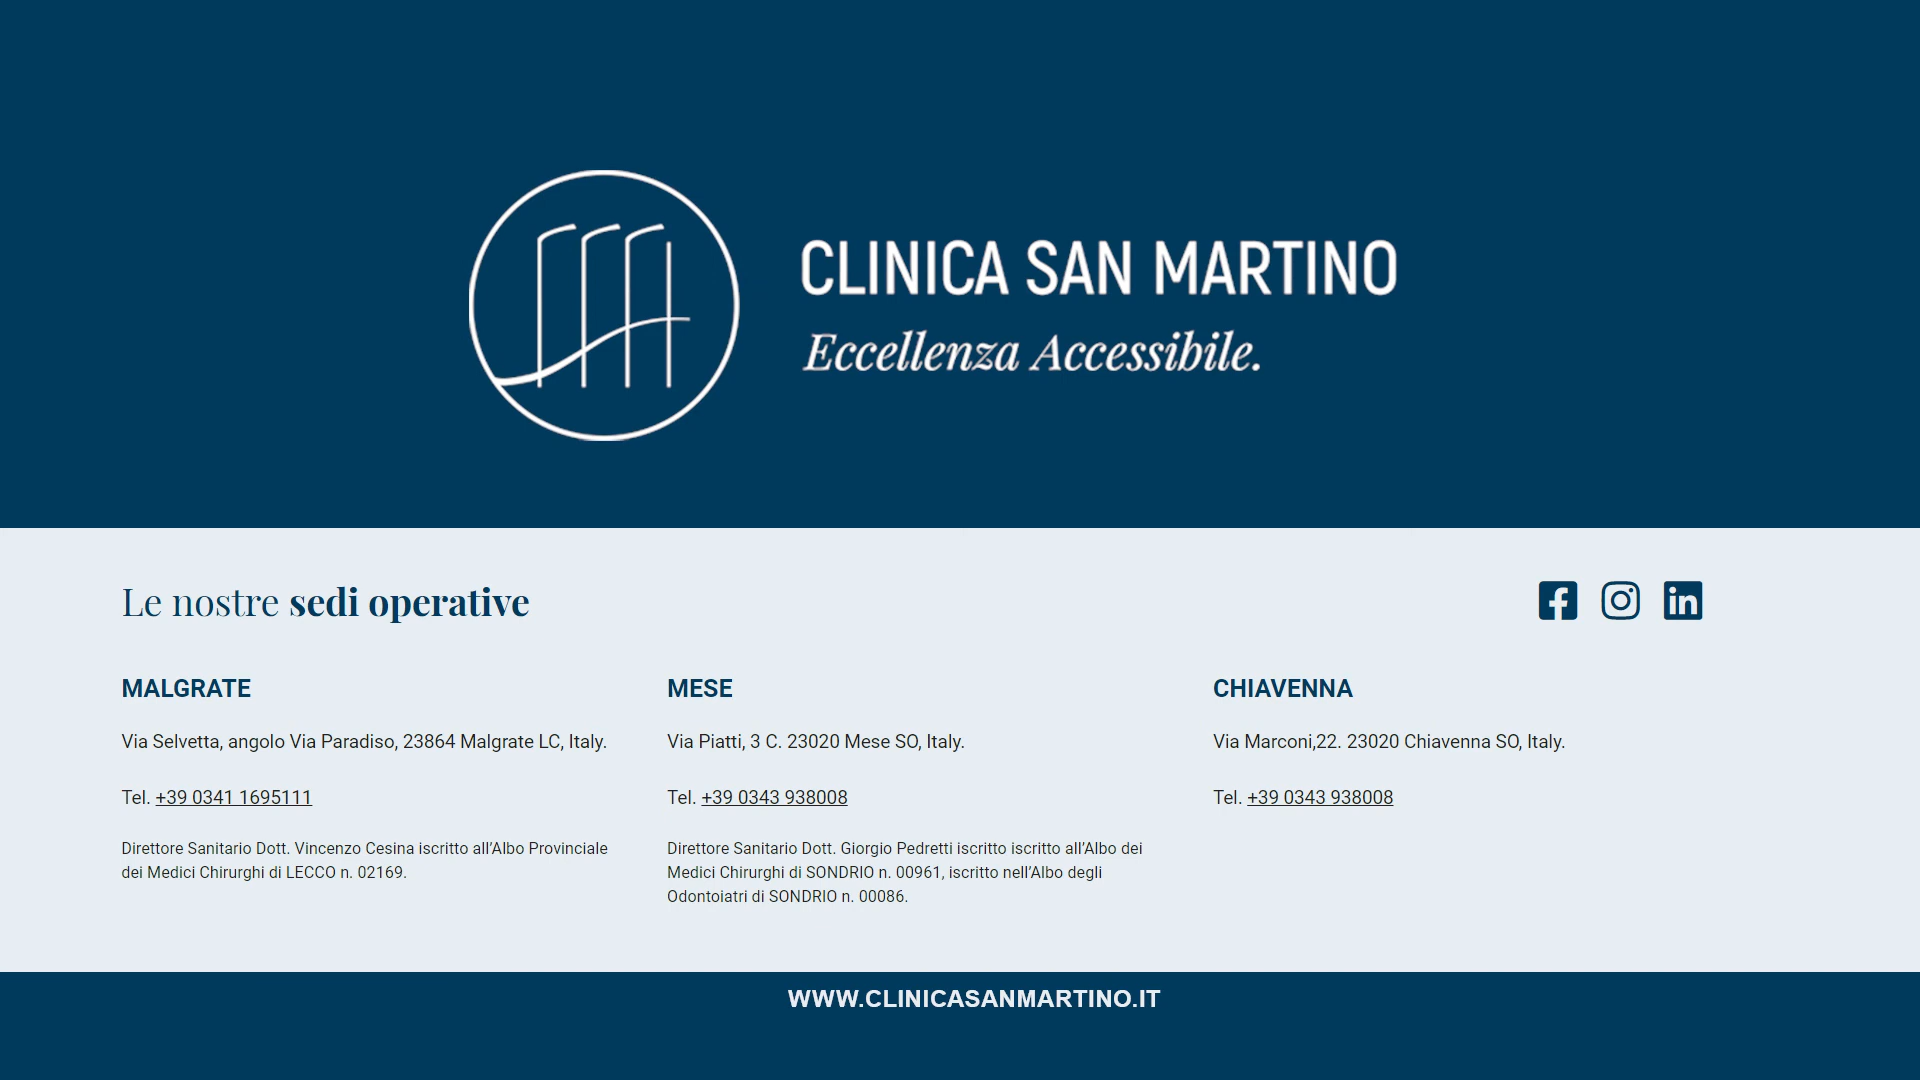 CLINICA SAN MARTINO
Eccellenza Accessibile.
Le nostre sedi operative
MALGRATE
Via Selvetta, angolo Via Paradiso, 23864 Malgrate LC, Italy.
Tel. +39 0341 1695111
Direttore Sanitario Dott. Vincenzo Cesina iscritto all’Albo Provinciale
dei Medici Chirurghi di LECCO n. 02169.
MESE
Via Piatti, 3 C. 23020 Mese SO, Italy.
Tel. +39 0343 938008
Direttore Sanitario Dott. Giorgio Pedretti iscritto iscritto all’Albo dei
Medici Chirurghi di SONDRIO n. 00961, iscritto nell’Albo degli
Odontoiatri di SONDRIO n. 00086.
CHIAVENNA
Via Marconi,22. 23020 Chiavenna SO, Italy.
Tel. +39 0343 938008
WWW.CLINICASANMARTINO.IT